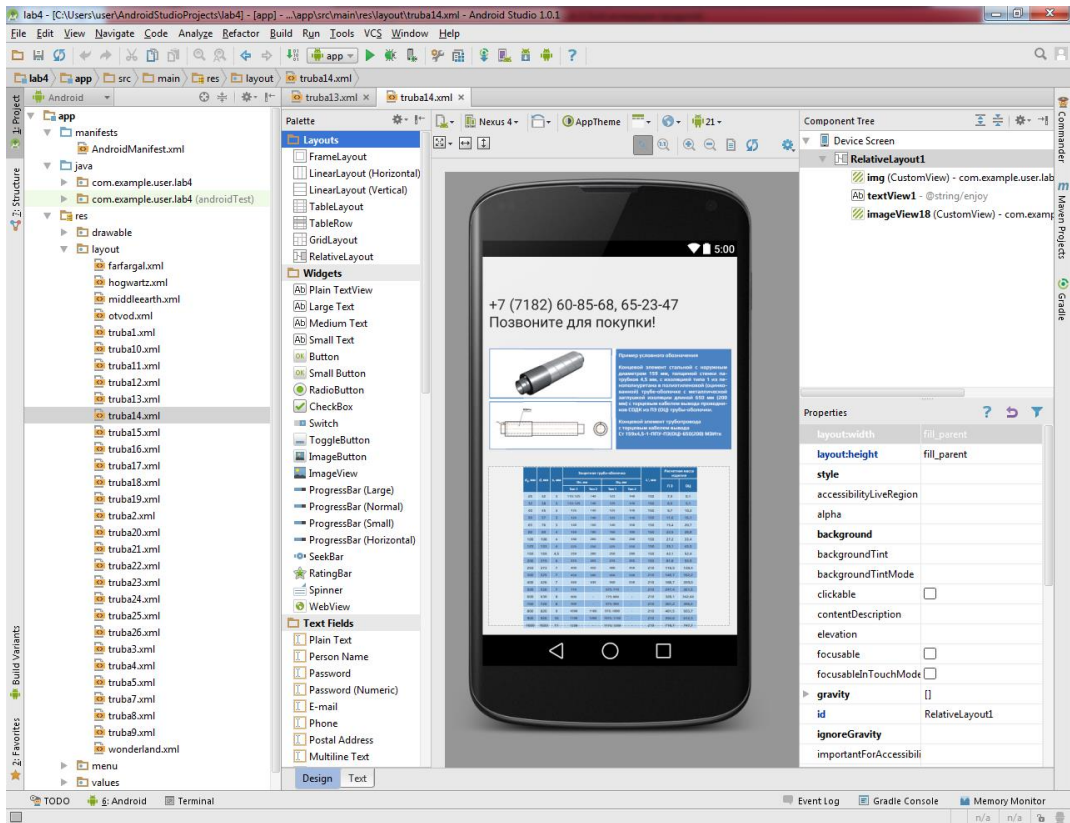 lab4 - [C:\Users\user\AndroidStudioProjects\lab4] - [app] - ...\app\src\main\res\layout\truba14.xml - Android Studio 1.0.1
File Edit View Navigate Code Analyze Refactor Build Run Tools VCS Window Help
app
lab4 app src main res layout truba14.xml
Android
truba13.xml truba14.xml
1: Project
7: Structure
Build Variants
2: Favorites
app
manifests
AndroidManifest.xml
java
com.example.user.lab4
com.example.user.lab4 (androidTest)
res
drawable
layout
farfargal.xml
hogwartz.xml
middleearth.xml
otvod.xml
truba1.xml
truba10.xml
truba11.xml
truba12.xml
truba13.xml
truba14.xml
truba15.xml
truba16.xml
truba17.xml
truba18.xml
truba19.xml
truba2.xml
truba20.xml
truba21.xml
truba22.xml
truba23.xml
truba24.xml
truba25.xml
truba26.xml
truba3.xml
truba4.xml
truba5.xml
truba7.xml
truba8.xml
truba9.xml
wonderland.xml
menu
values
Palette
Layouts
FrameLayout
LinearLayout (Horizontal)
LinearLayout (Vertical)
TableLayout
TableRow
GridLayout
RelativeLayout
Widgets
Ab Plain TextView
Ab Large Text
Ab Medium Text
Ab Small Text
OK Button
OK Small Button
RadioButton
CheckBox
Switch
ToggleButton
ImageButton
ImageView
ProgressBar (Large)
ProgressBar (Normal)
ProgressBar (Small)
ProgressBar (Horizontal)
SeekBar
RatingBar
Spinner
WebView
Text Fields
Plain Text
Person Name
Password
Password (Numeric)
E-mail
Phone
Postal Address
Multiline Text
Design Text
Nexus 4 AppTheme 21
5:00
+7 (7182) 60-85-68, 65-23-47
Позвоните для покупки!
Пример условного обозначения
Component Tree
Device Screen
RelativeLayout1
img (CustomView) - com.example.user.lab
Ab textView1 - @string/enjoy
imageView18 (CustomView) - com.examp
Properties
layout:width fill_parent
layout:height fill_parent
style
accessibilityLiveRegion
alpha
background
backgroundTint
backgroundTintMode
clickable
contentDescription
elevation
focusable
focusableInTouchMode
gravity []
id RelativeLayout1
ignoreGravity
importantForAccessibili
Commander
Maven Projects
Gradle
TODO 6: Android Terminal
Event Log Gradle Console Memory Monitor
n/a n/a